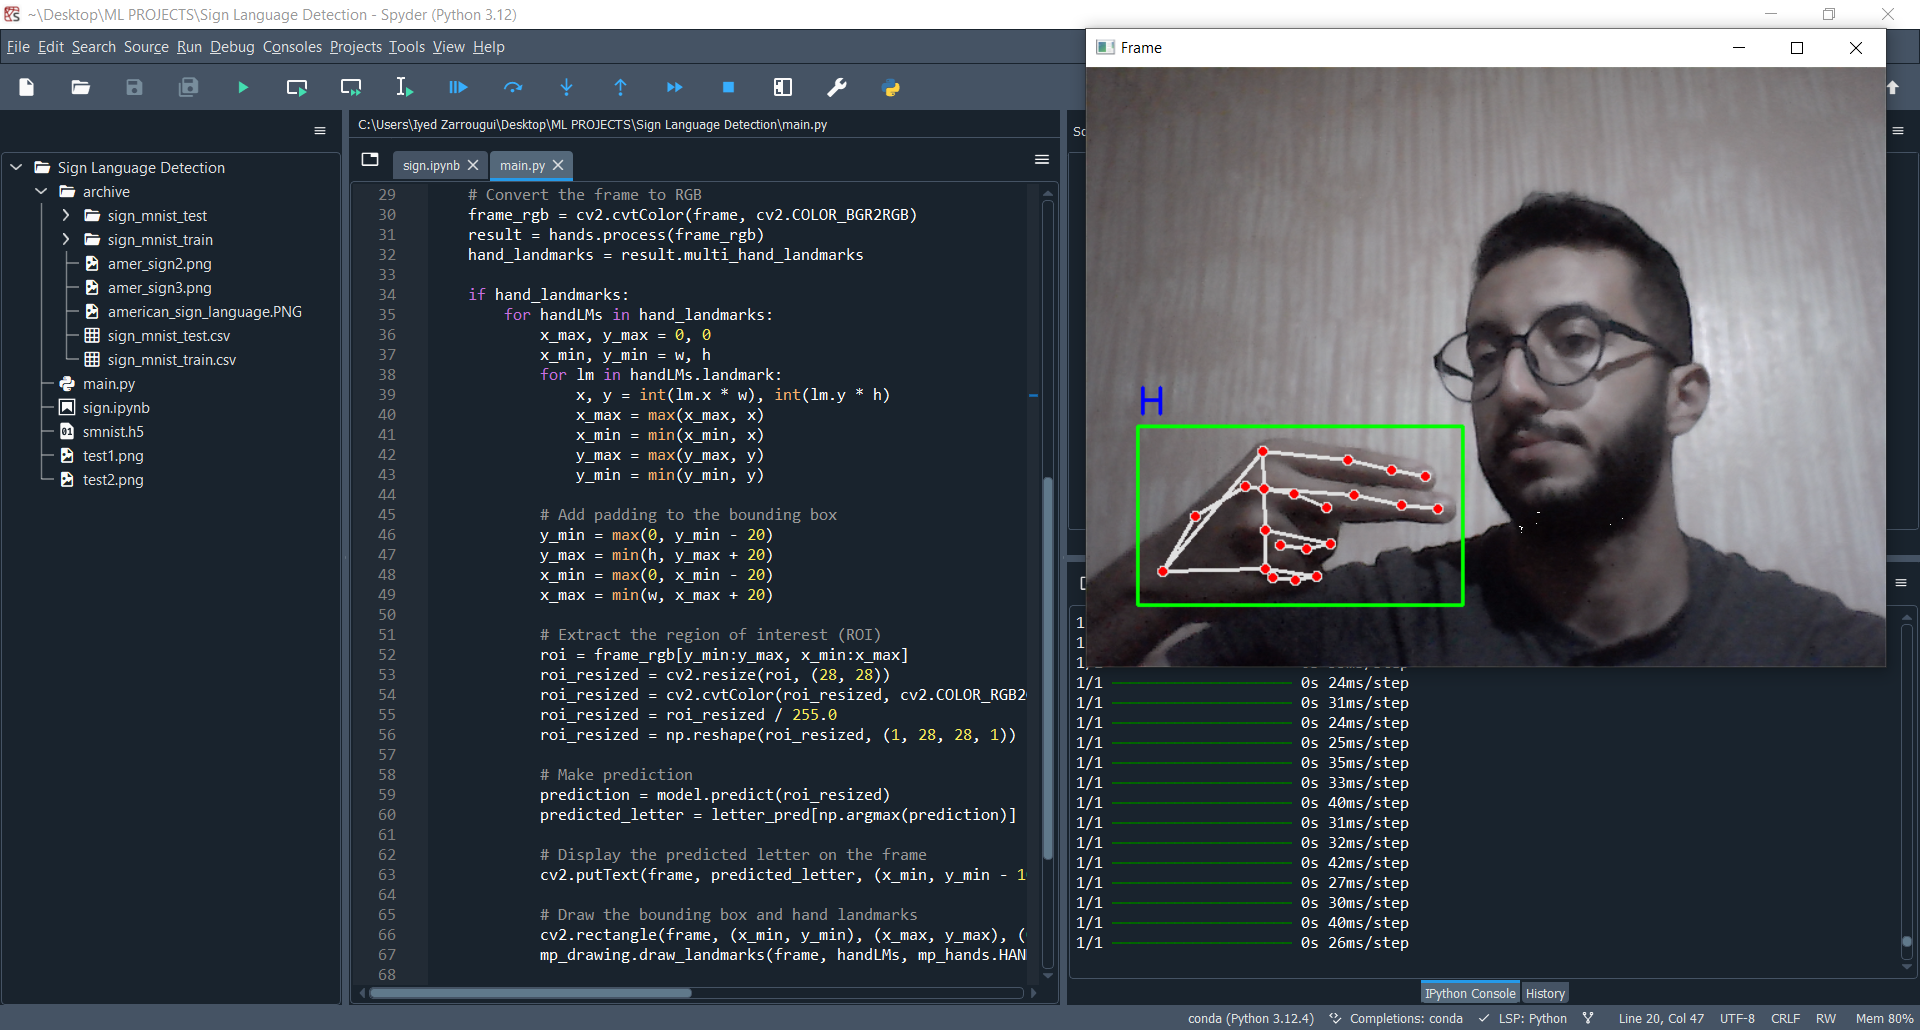 ~\Desktop\ML PROJECTS\Sign Language Detection - Spyder (Python 3.12)
File Edit Search Source Run Debug Consoles Projects Tools View Help
Sign Language Detection
archive
sign_mnist_test
sign_mnist_train
amer_sign2.png
amer_sign3.png
american_sign_language.PNG
sign_mnist_test.csv
sign_mnist_train.csv
main.py
sign.ipynb
01 smnist.h5
test1.png
test2.png
C:\Users\Iyed Zarrougui\Desktop\ML PROJECTS\Sign Language Detection\main.py
sign.ipynb main.py
29 # Convert the frame to RGB
30 frame_rgb = cv2.cvtColor(frame, cv2.COLOR_BGR2RGB)
31 result = hands.process(frame_rgb)
32 hand_landmarks = result.multi_hand_landmarks
33
34 if hand_landmarks:
35 for handLMs in hand_landmarks:
36 x_max, y_max = 0, 0
37 x_min, y_min = w, h
38 for lm in handLMs.landmark:
39 x, y = int(lm.x * w), int(lm.y * h)
40 x_max = max(x_max, x)
41 x_min = min(x_min, x)
42 y_max = max(y_max, y)
43 y_min = min(y_min, y)
44
45 # Add padding to the bounding box
46 y_min = max(0, y_min - 20)
47 y_max = min(h, y_max + 20)
48 x_min = max(0, x_min - 20)
49 x_max = min(w, x_max + 20)
50
51 # Extract the region of interest (ROI)
52 roi = frame_rgb[y_min:y_max, x_min:x_max]
53 roi_resized = cv2.resize(roi, (28, 28))
54 roi_resized = cv2.cvtColor(roi_resized, cv2.COLOR_RGB2
55 roi_resized = roi_resized / 255.0
56 roi_resized = np.reshape(roi_resized, (1, 28, 28, 1))
57
58 # Make prediction
59 prediction = model.predict(roi_resized)
60 predicted_letter = letter_pred[np.argmax(prediction)]
61
62 # Display the predicted letter on the frame
63 cv2.putText(frame, predicted_letter, (x_min, y_min - 1
64
65 # Draw the bounding box and hand landmarks
66 cv2.rectangle(frame, (x_min, y_min), (x_max, y_max), (
67 mp_drawing.draw_landmarks(frame, handLMs, mp_hands.HAN
68
Frame
H
1
1
1/
1/1 0s 24ms/step
1/1 0s 31ms/step
1/1 0s 24ms/step
1/1 0s 25ms/step
1/1 0s 35ms/step
1/1 0s 33ms/step
1/1 0s 40ms/step
1/1 0s 31ms/step
1/1 0s 32ms/step
1/1 0s 42ms/step
1/1 0s 27ms/step
1/1 0s 30ms/step
1/1 0s 40ms/step
1/1 0s 26ms/step
IPython Console History
conda (Python 3.12.4) Completions: conda LSP: Python Line 20, Col 47 UTF-8 CRLF RW Mem 80%